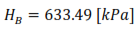 H_B = 633.49 [kPa]